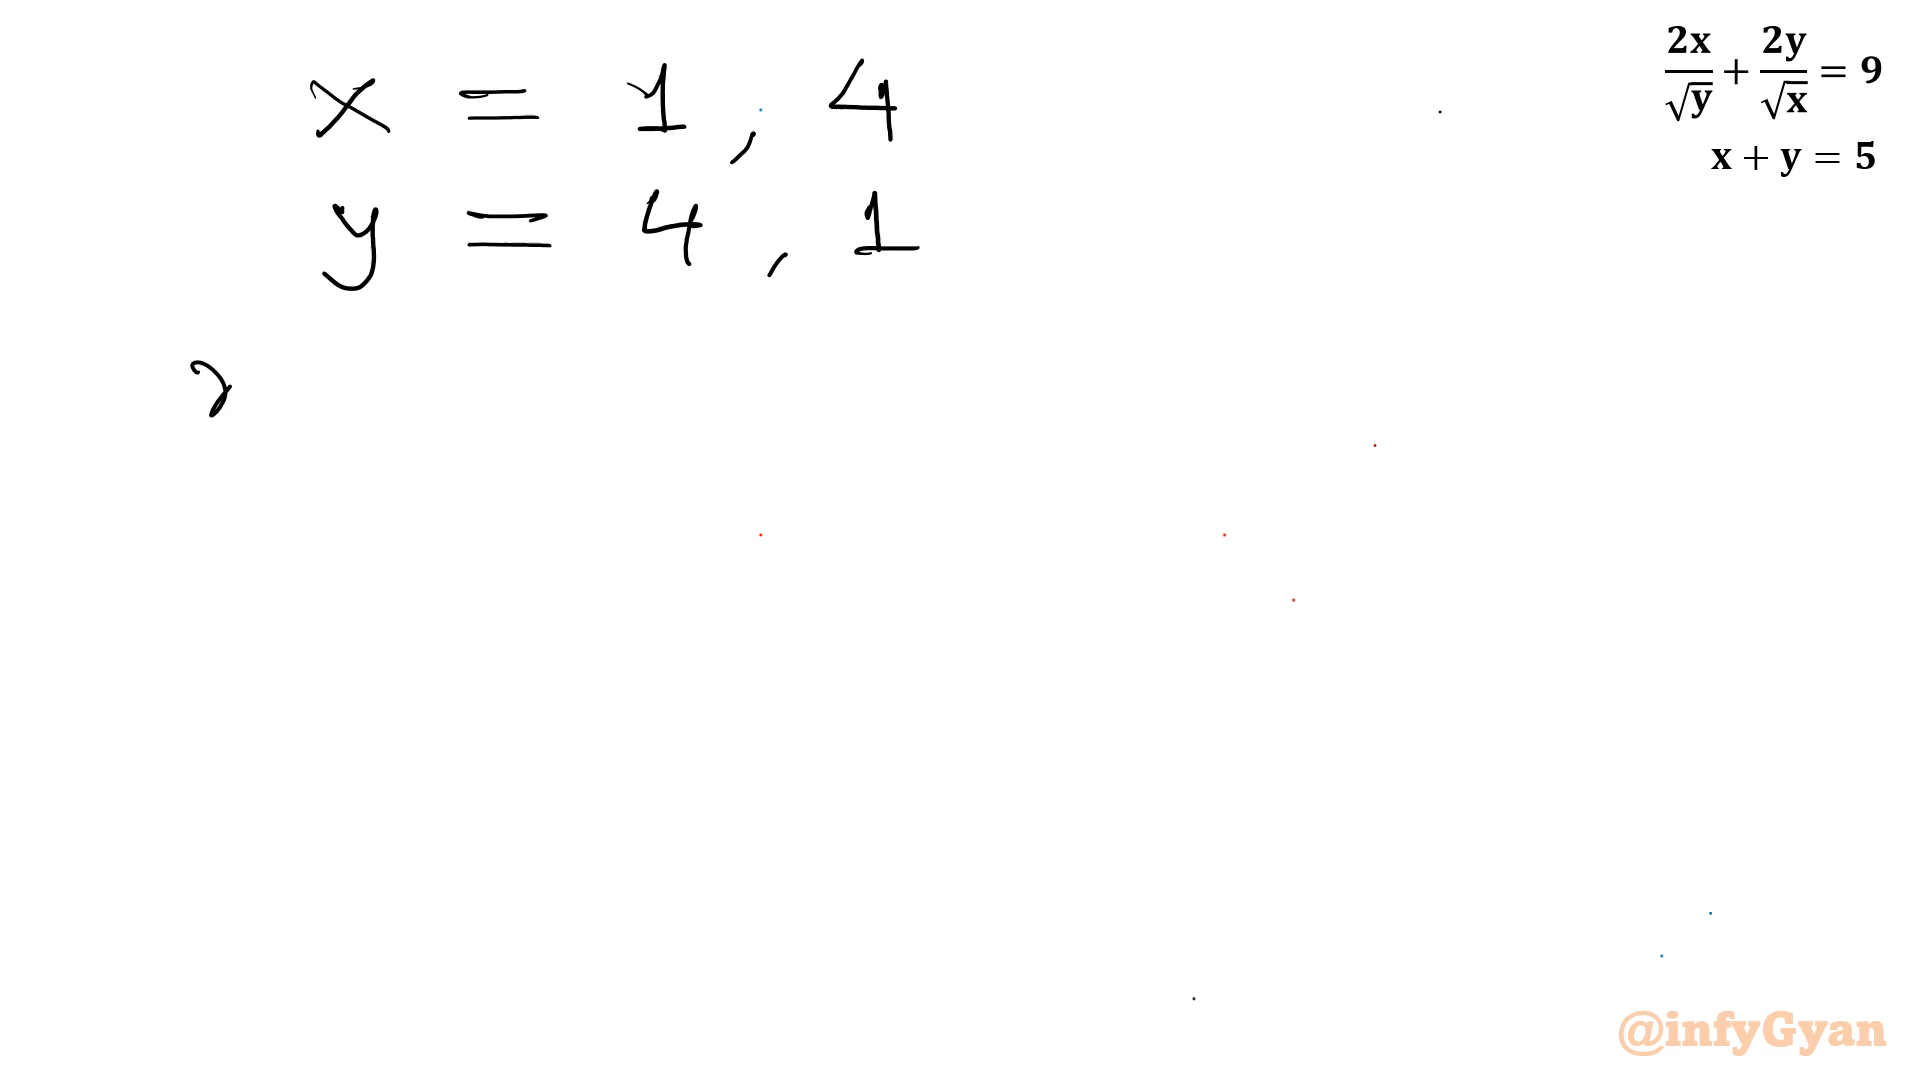 x = 1, 4
y = 4, 1
2x/√y + 2y/√x = 9
x + y = 5
@infyGyan